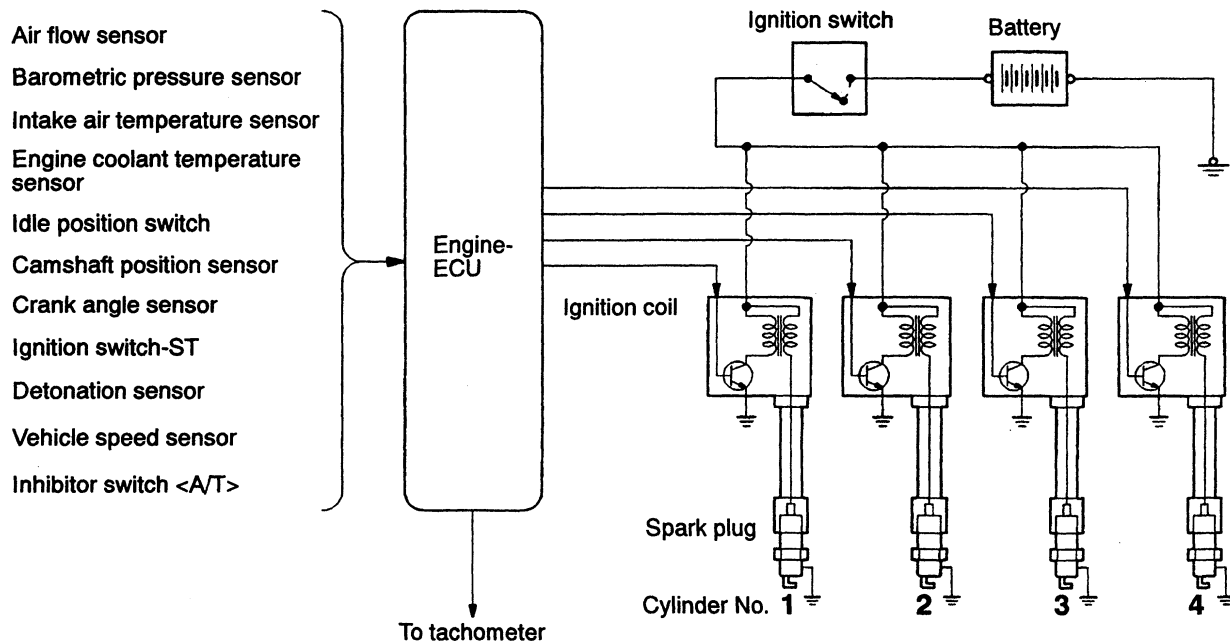 Air flow sensor
Barometric pressure sensor
Intake air temperature sensor
Engine coolant temperature
sensor
Idle position switch
Camshaft position sensor
Crank angle sensor
Ignition switch-ST
Detonation sensor
Vehicle speed sensor
Inhibitor switch <A/T>
Engine-
ECU
To tachometer
Ignition switch
Battery
Ignition coil
Spark plug
Cylinder No. 1 2 3 4